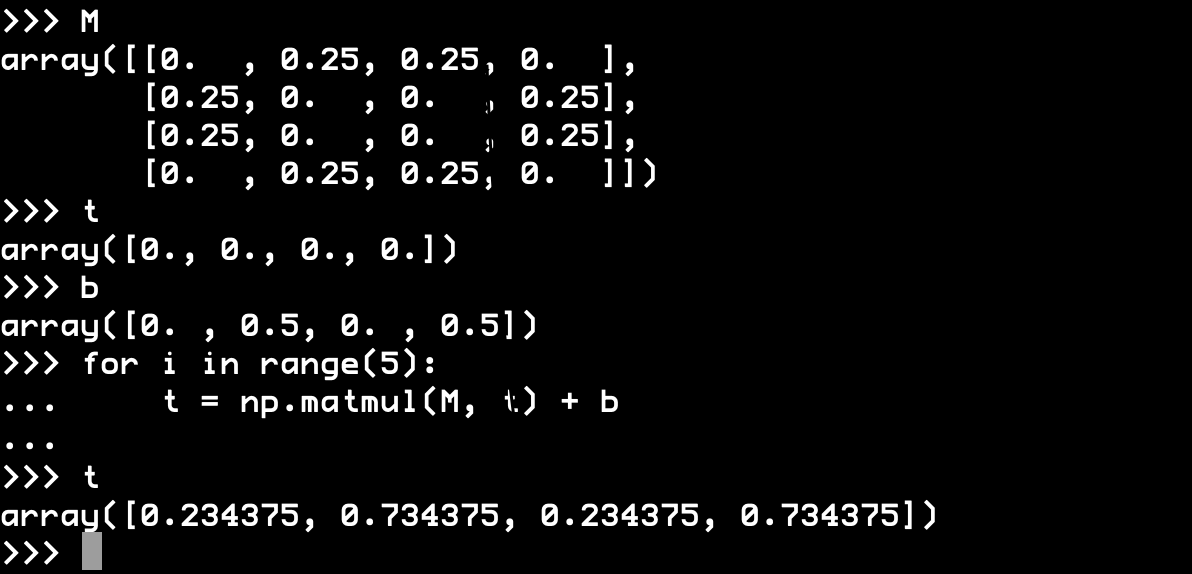 >>> M
array([[0.  , 0.25, 0.25, 0.  ],
       [0.25, 0.  , 0.  , 0.25],
       [0.25, 0.  , 0.  , 0.25],
       [0.  , 0.25, 0.25, 0.  ]])
>>> t
array([0., 0., 0., 0.])
>>> b
array([0. , 0.5, 0. , 0.5])
>>> for i in range(5):
...     t = np.matmul(M, t) + b
...
>>> t
array([0.234375, 0.734375, 0.234375, 0.734375])
>>>